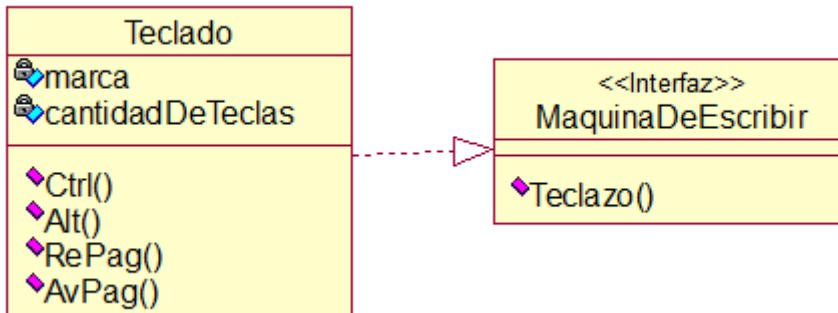 Teclado
marca
cantidadDeTeclas
Ctrl()
Alt()
RePag()
AvPag()
<<Interfaz>>
MaquinaDeEscribir
Teclazo()